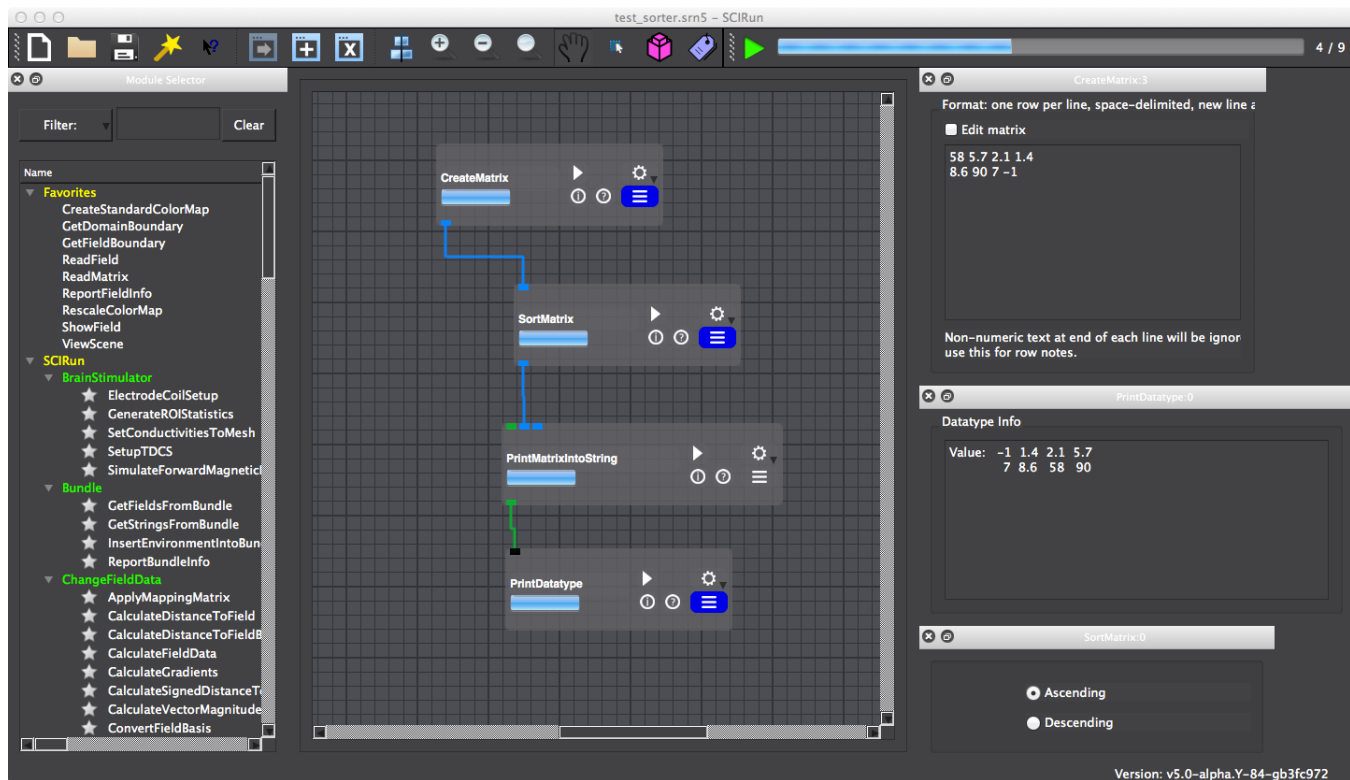 test_sorter.srn5 – SCIRun
4 / 9
Module Selector
Filter:
Clear
Name
Favorites
CreateStandardColorMap
GetDomainBoundary
GetFieldBoundary
ReadField
ReadMatrix
ReportFieldInfo
RescaleColorMap
ShowField
ViewScene
SCIRun
BrainStimulator
ElectrodeCoilSetup
GenerateROIStatistics
SetConductivitiesToMesh
SetupTDCS
SimulateForwardMagneticF
Bundle
GetFieldsFromBundle
GetStringsFromBundle
InsertEnvironmentIntoBun
ReportBundleInfo
ChangeFieldData
ApplyMappingMatrix
CalculateDistanceToField
CalculateDistanceToFieldB
CalculateFieldData
CalculateGradients
CalculateSignedDistanceTo
CalculateVectorMagnitude
ConvertFieldBasis
CreateMatrix
SortMatrix
PrintMatrixIntoString
PrintDatatype
CreateMatrix:3
Format: one row per line, space-delimited, new line a
Edit matrix
58 5.7 2.1 1.4
8.6 90 7 -1
Non-numeric text at end of each line will be ignor
use this for row notes.
PrintDatatype:0
Datatype Info
Value: -1 1.4 2.1 5.7
7 8.6 58 90
SortMatrix:0
Ascending
Descending
Version: v5.0-alpha.Y-84-gb3fc972